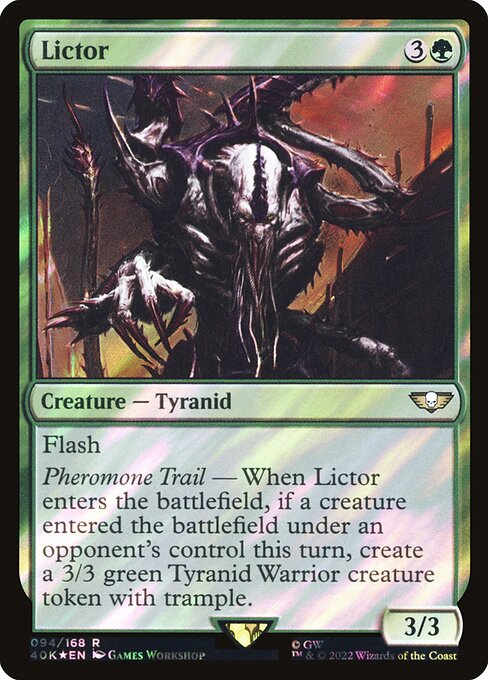 Lictor 3
Creature — Tyranid
Flash
Pheromone Trail — When Lictor
enters the battlefield, if a creature
entered the battlefield under an
opponent's control this turn, create
a 3/3 green Tyranid Warrior creature
token with trample.
3/3
094/168 R
40K★EN Games Workshop
© GW
™ & © 2022 Wizards of the Coast